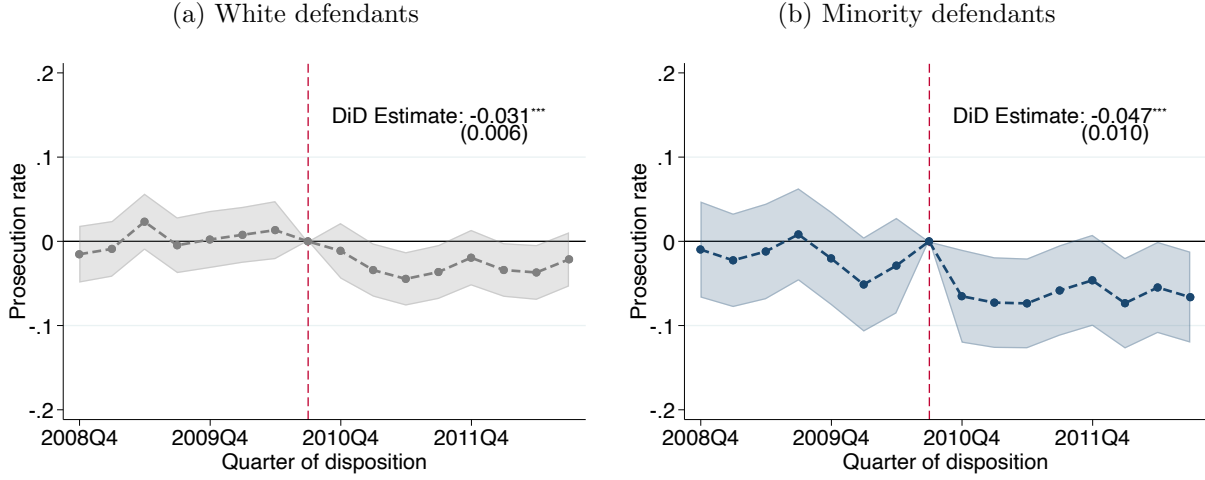 (a) White defendants
.2
.1
0
-.1
-.2
Prosecution rate
DiD Estimate: -0.031***
(0.006)
2008Q4 2009Q4 2010Q4 2011Q4
Quarter of disposition
(b) Minority defendants
.2
.1
0
-.1
-.2
Prosecution rate
DiD Estimate: -0.047***
(0.010)
2008Q4 2009Q4 2010Q4 2011Q4
Quarter of disposition